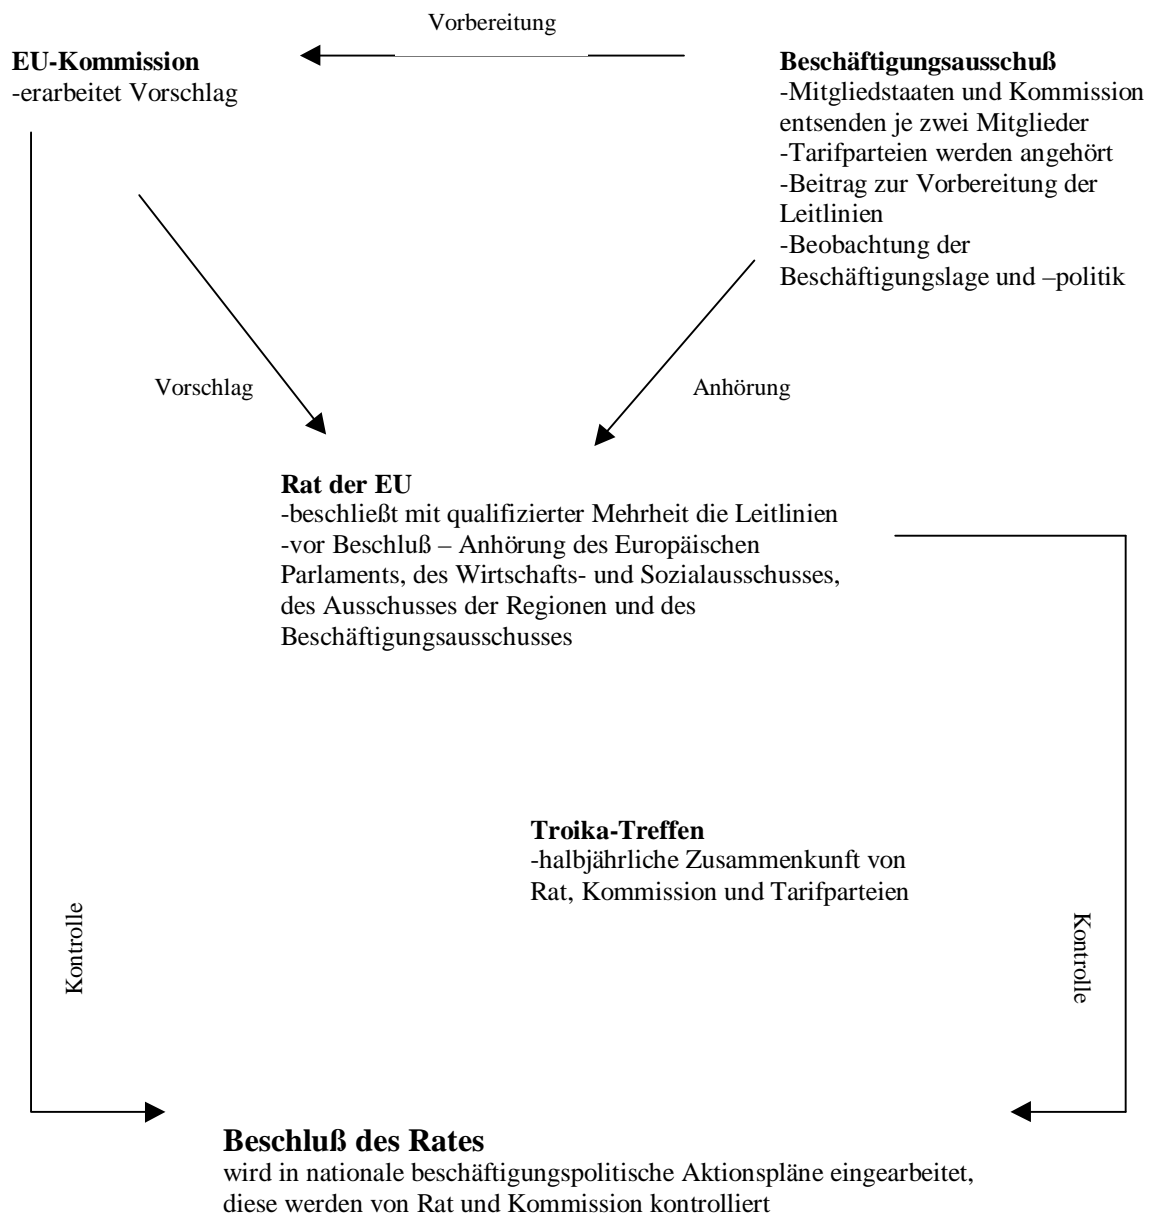 Vorbereitung
EU-Kommission
-erarbeitet Vorschlag
Beschäftigungsausschuß
-Mitgliedstaaten und Kommission
entsenden je zwei Mitglieder
-Tarifparteien werden angehört
-Beitrag zur Vorbereitung der
Leitlinien
-Beobachtung der
Beschäftigungslage und –politik
Vorschlag
Anhörung
Rat der EU
-beschließt mit qualifizierter Mehrheit die Leitlinien
-vor Beschluß – Anhörung des Europäischen
Parlaments, des Wirtschafts- und Sozialausschusses,
des Ausschusses der Regionen und des
Beschäftigungsausschusses
Troika-Treffen
-halbjährliche Zusammenkunft von
Rat, Kommission und Tarifparteien
Kontrolle
Kontrolle
Beschluß des Rates
wird in nationale beschäftigungspolitische Aktionspläne eingearbeitet,
diese werden von Rat und Kommission kontrolliert